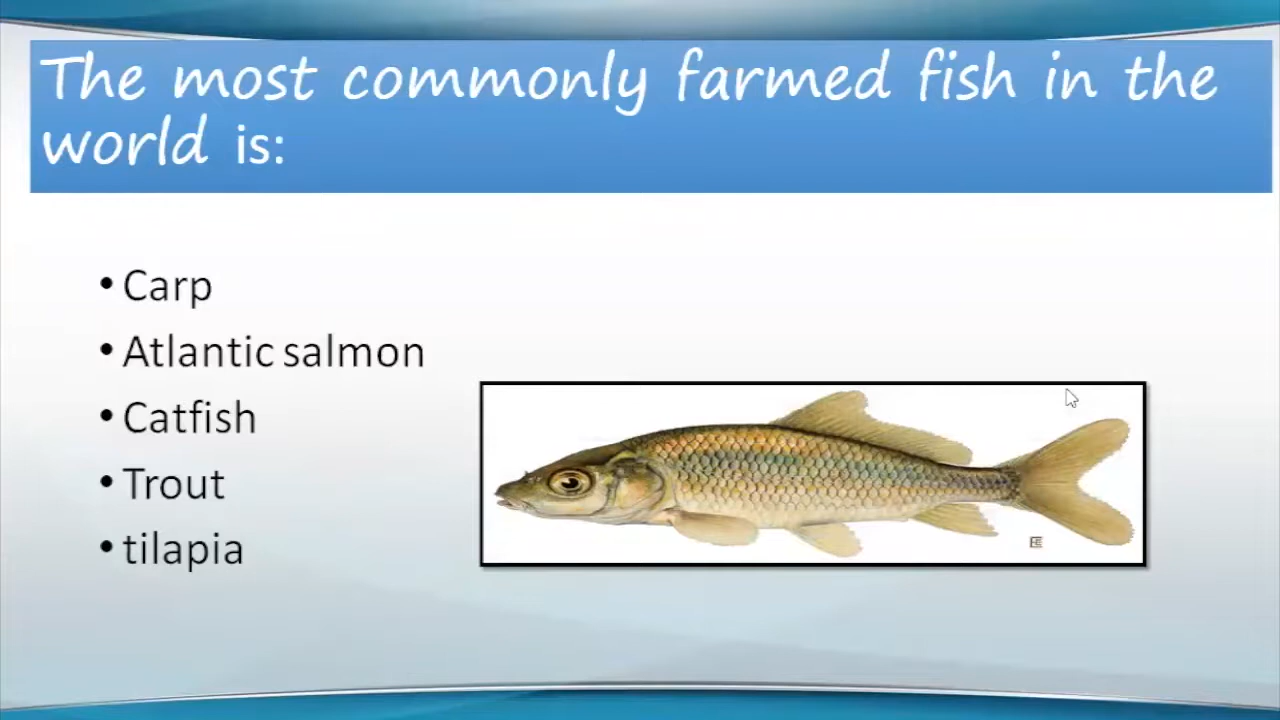 The most commonly farmed fish in the
world is:
• Carp
• Atlantic salmon
• Catfish
• Trout
• tilapia